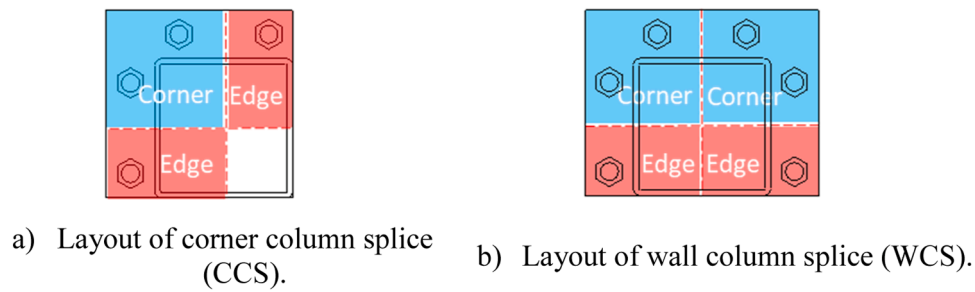 Corner Edge
Edge
Corner Corner
Edge Edge
a) Layout of corner column splice
(CCS).
b) Layout of wall column splice (WCS).